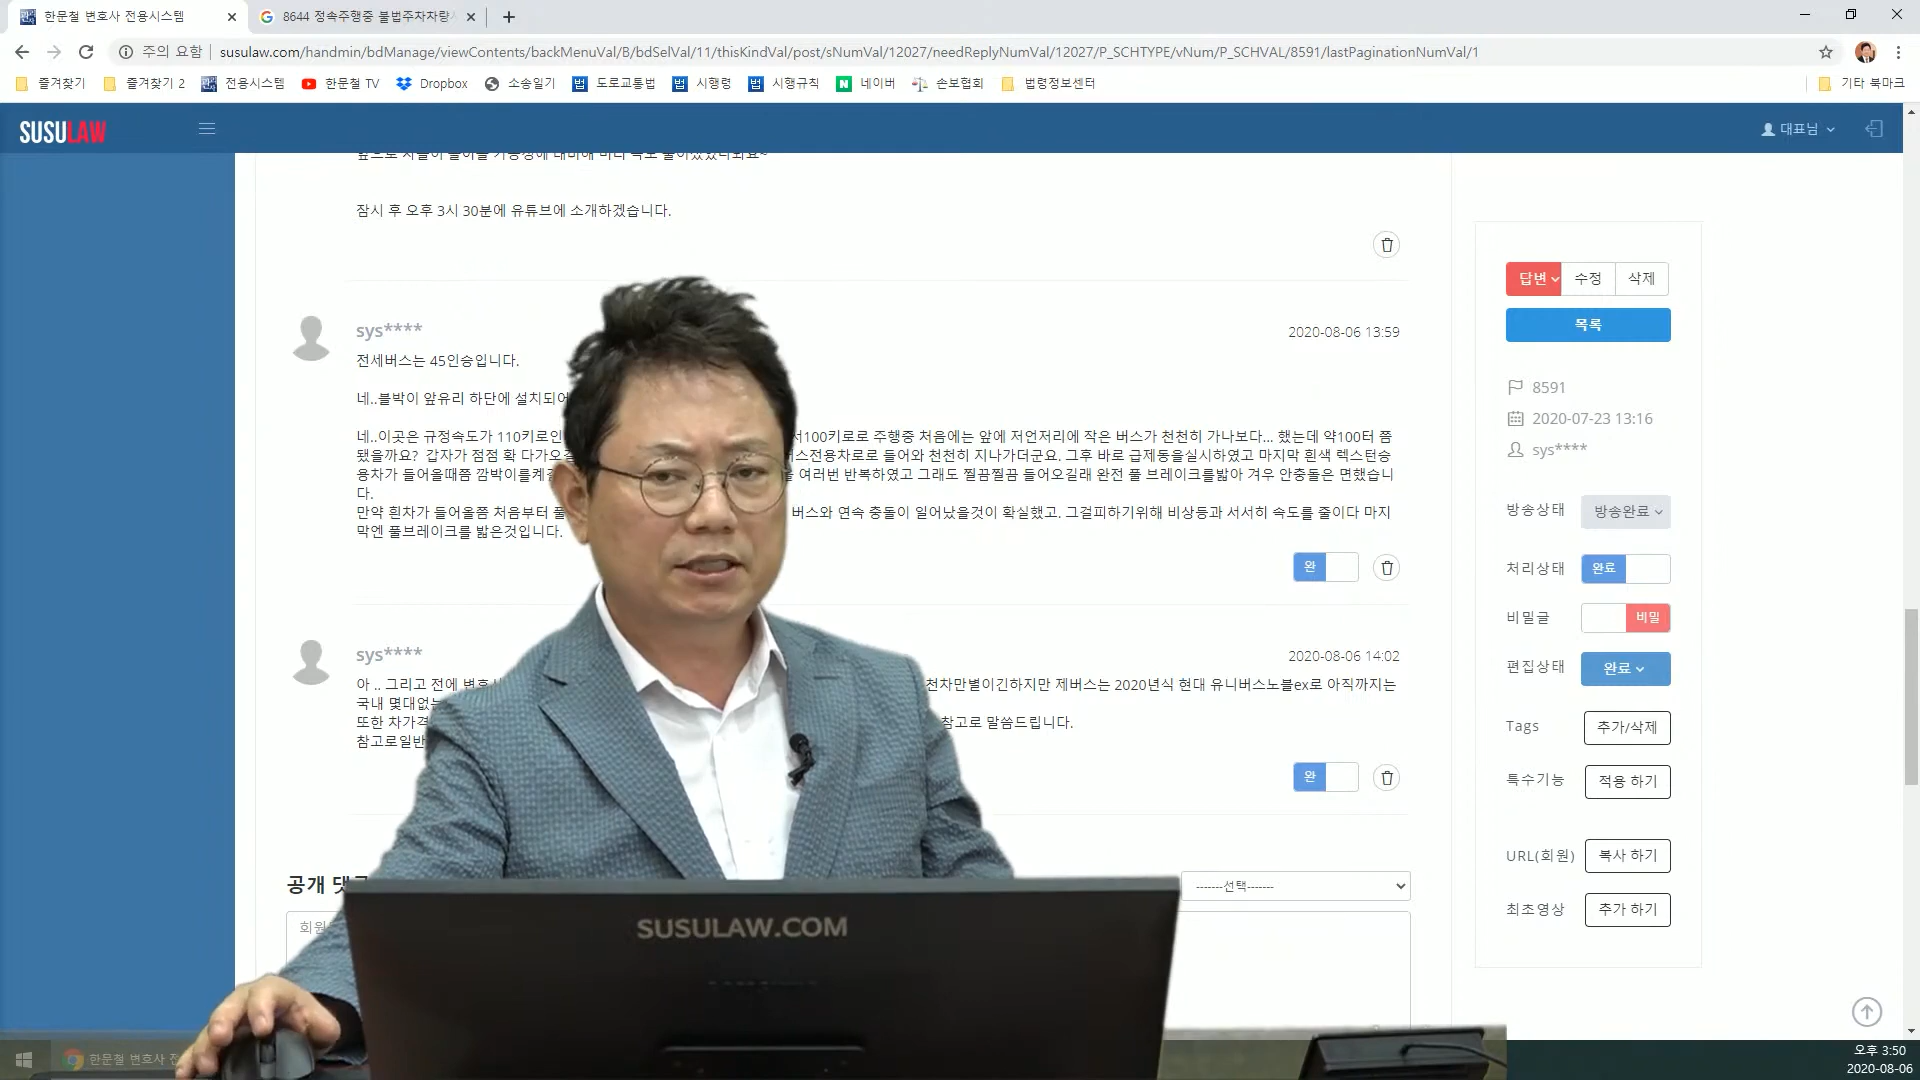 한문철 변호사 전용시스템
8644 정속주행중 불법주차차량
주의 요함
susulaw.com/handmin/bdManage/viewContents/backMenuVal/B/bdSelVal/11/thisKindVal/post/sNumVal/12027/needReplyNumVal/12027/P_SCHTYPE/vNum/P_SCHVAL/8591/lastPaginationNumVal/1
즐겨찾기 즐겨찾기 2 전용시스템 한문철 TV Dropbox 소송일기 법 도로교통법 법 시행령 법 시행규칙 N 네이버 손보협회 법령정보센터 기타 북마크
SUSULAW
대표님
잠시 후 오후 3시 30분에 유튜브에 소개하겠습니다.
sys****
2020-08-06 13:59
전세버스는 45인승입니다.
네..블박이 앞유리 하단에 설치되어
네..이곳은 규정속도가 110키로인 서100키로로 주행중 처음에는 앞에 저언저리에 작은 버스가 천천히 가나보다... 했는데 약100터 쯤
됐을까요? 갑자가 점점 확 다가오 버스전용차로로 들어와 천천히 지나가더군요. 그후 바로 급제동을실시하였고 마지막 흰색 렉스턴승
용차가 들어올때쯤 깜박이를켸 을 여러번 반복하였고 그래도 찔끔찔끔 들어오길래 완전 풀 브레이크를밟아 겨우 안충돌은 면했습니
다.
만약 흰차가 들어올쯤 처음부터 풀 버스와 연속 충돌이 일어났을것이 확실했고. 그걸피하기위해 비상등과 서서히 속도를 줄이다 마지
막엔 풀브레이크를 밟은것입니다.
완
sys****
2020-08-06 14:02
아 .. 그리고 전에 변호사 천차만별이긴하지만 제버스는 2020년식 현대 유니버스노블ex로 아직까지는
국내 몇대없는
또한 차가격 참고로 말씀드립니다.
참고로일반
완
공개 댓
-------선택-------
회원
답변 수정 삭제
목록
8591
2020-07-23 13:16
sys****
방송상태 방송완료
처리상태 완료
비밀글 비밀
편집상태 완료
Tags 추가/삭제
특수기능 적용 하기
URL(회원) 복사 하기
최초영상 추가 하기
SUSULAW.COM
한문철 변호사 전
오후 3:50
2020-08-06